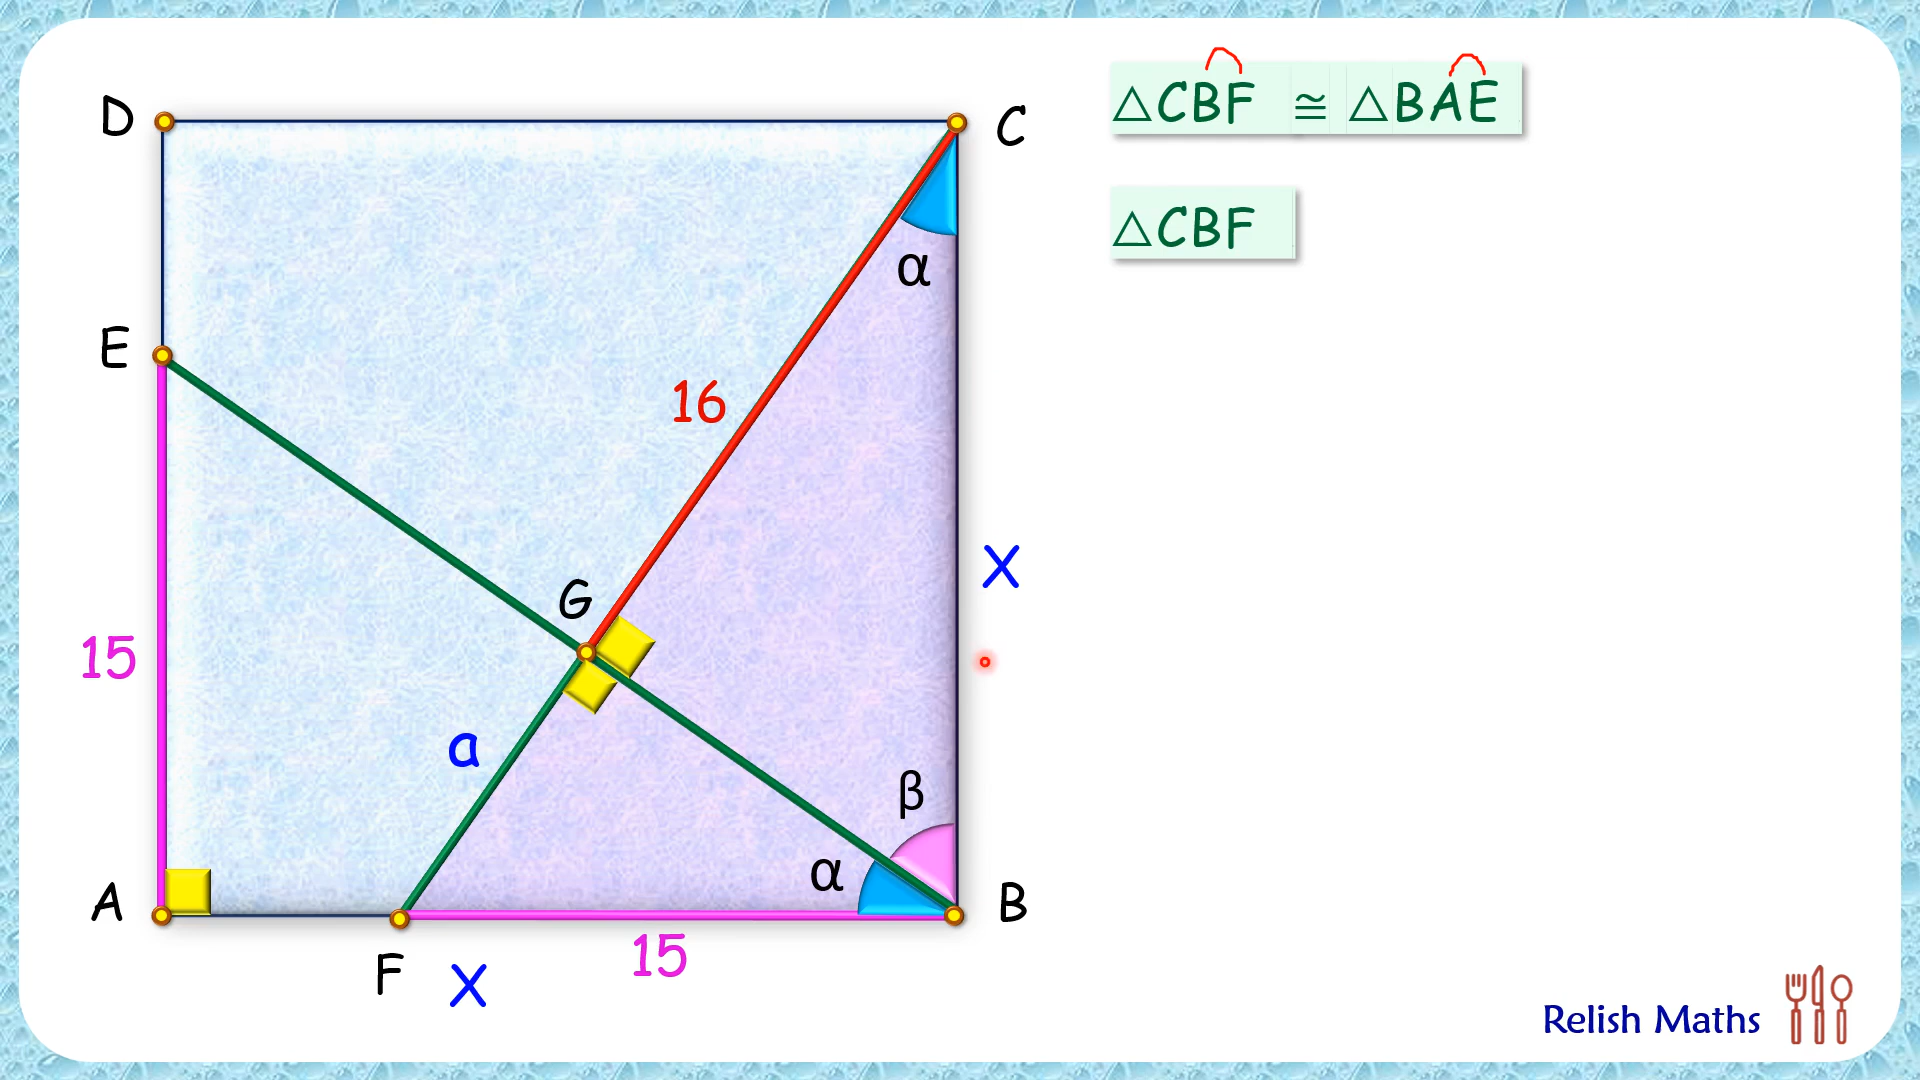 D
C
△CBF ≅ △BAE
△CBF
α
E
16
X
G
15
a
β
α
A
B
15
F
X
Relish Maths